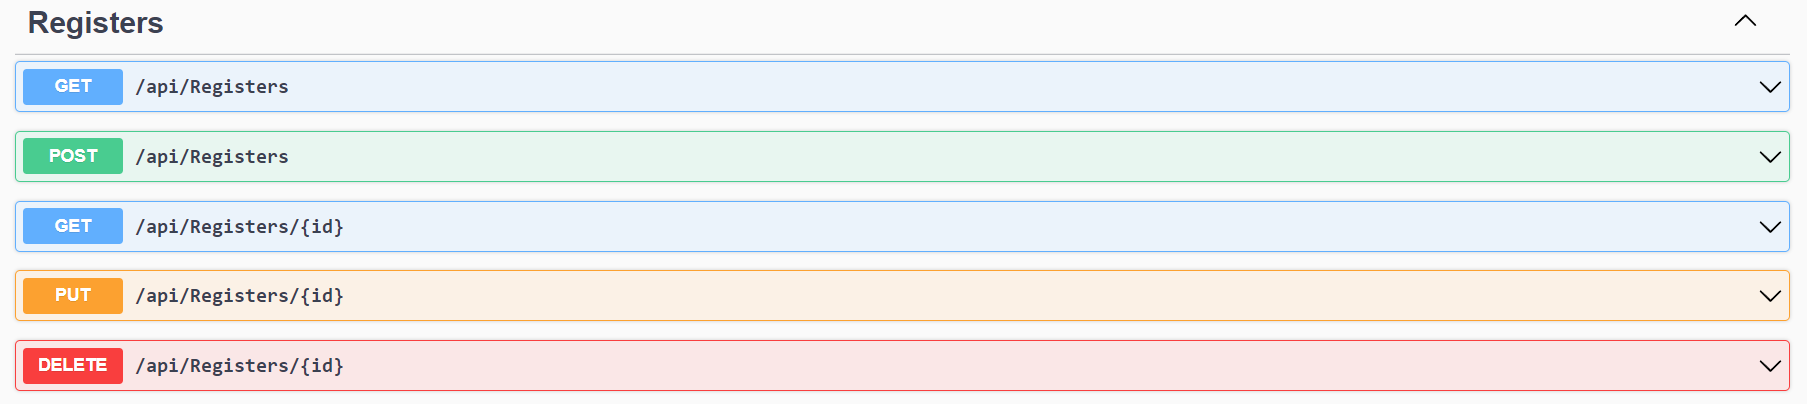 Registers
GET /api/Registers
POST /api/Registers
GET /api/Registers/{id}
PUT /api/Registers/{id}
DELETE /api/Registers/{id}